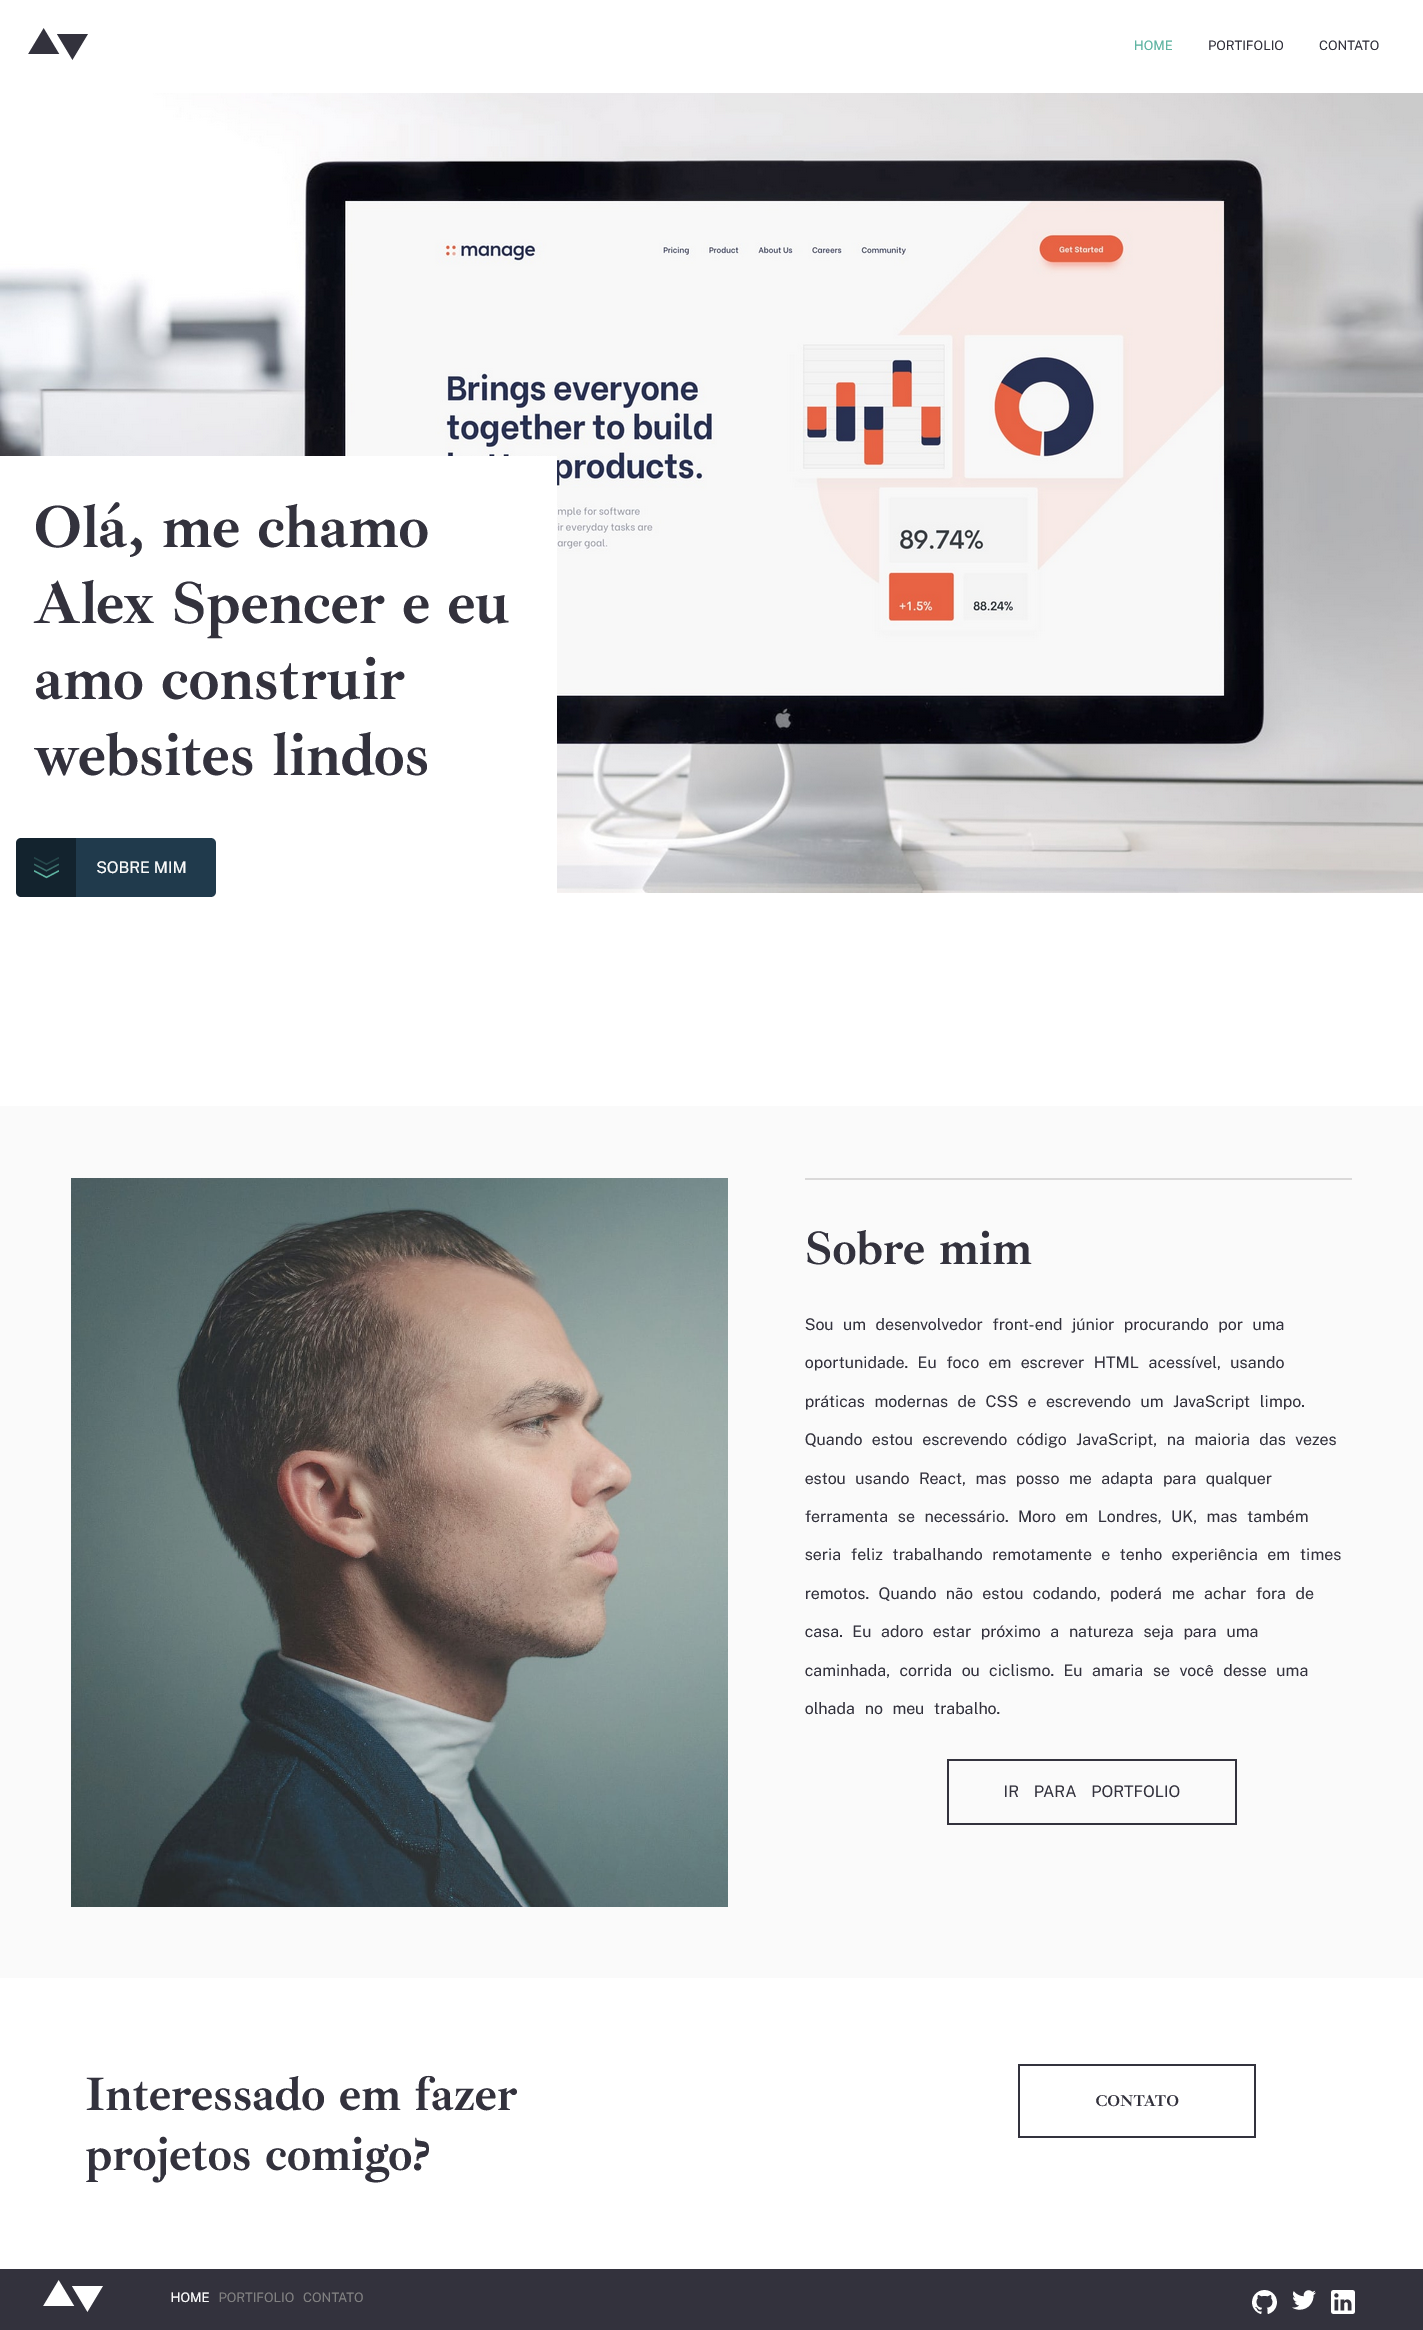 HOME PORTIFOLIO CONTATO
manage
Pricing Product About Us Careers Community
Get Started
Brings everyone
together to build
products.
mple for software
ir everyday tasks are
arger goal.
89.74%
+1.5% 88.24%
Olá, me chamo
Alex Spencer e eu
amo construir
websites lindos
SOBRE MIM
Sobre mim
Sou um desenvolvedor front-end júnior procurando por uma
oportunidade. Eu foco em escrever HTML acessível, usando
práticas modernas de CSS e escrevendo um JavaScript limpo.
Quando estou escrevendo código JavaScript, na maioria das vezes
estou usando React, mas posso me adapta para qualquer
ferramenta se necessário. Moro em Londres, UK, mas também
seria feliz trabalhando remotamente e tenho experiência em times
remotos. Quando não estou codando, poderá me achar fora de
casa. Eu adoro estar próximo a natureza seja para uma
caminhada, corrida ou ciclismo. Eu amaria se você desse uma
olhada no meu trabalho.
IR PARA PORTFOLIO
Interessado em fazer
projetos comigo?
CONTATO
HOME PORTIFOLIO CONTATO